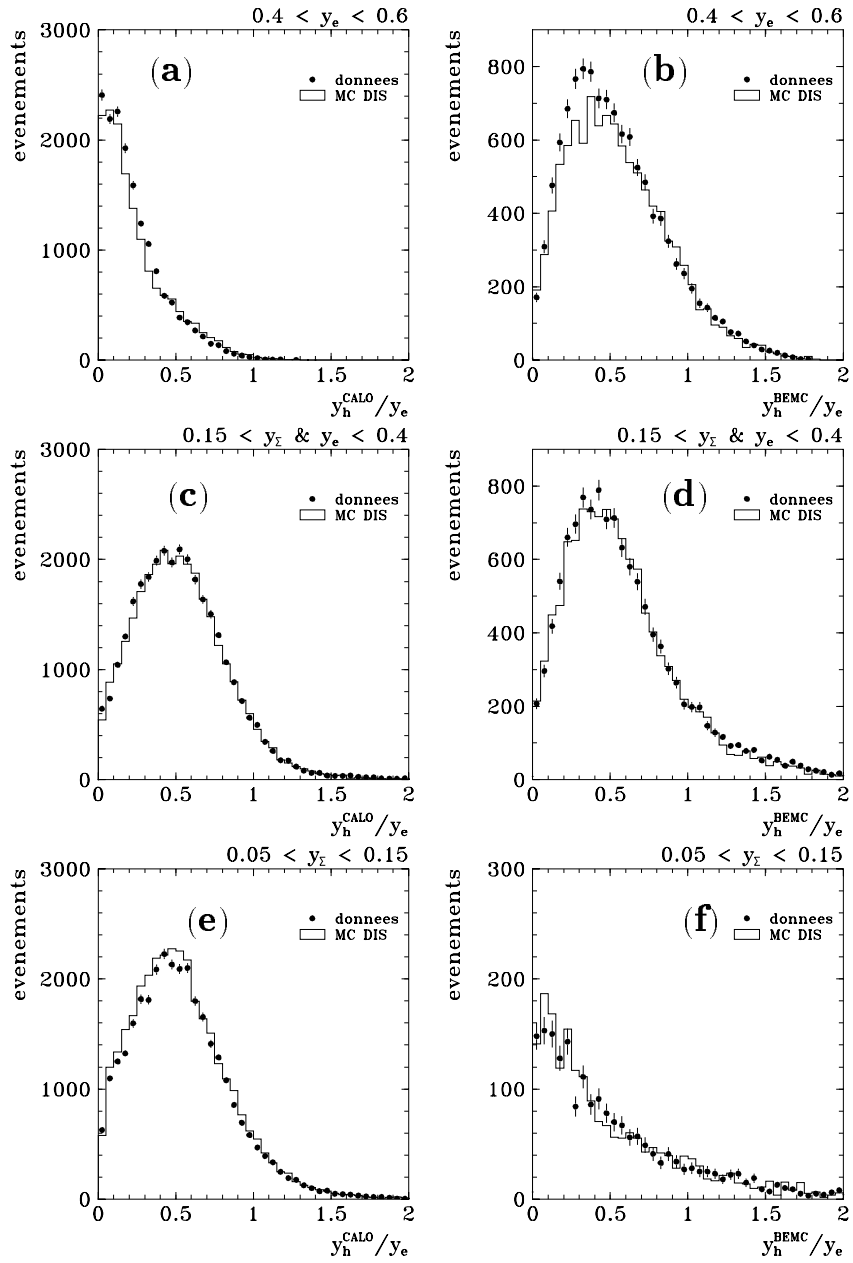 0.4 < y_e < 0.6
evenements
3000
2000
1000
0
(a)
donnees
MC DIS
0 0.5 1 1.5 2
y_h^CALO/y_e
0.4 < y_e < 0.6
evenements
800
600
400
200
0
(b)
donnees
MC DIS
0 0.5 1 1.5 2
y_h^BEMC/y_e
0.15 < y_Σ & y_e < 0.4
evenements
3000
2000
1000
0
(c)
donnees
MC DIS
0 0.5 1 1.5 2
y_h^CALO/y_e
0.15 < y_Σ & y_e < 0.4
evenements
800
600
400
200
0
(d)
donnees
MC DIS
0 0.5 1 1.5 2
y_h^BEMC/y_e
0.05 < y_Σ < 0.15
evenements
3000
2000
1000
0
(e)
donnees
MC DIS
0 0.5 1 1.5 2
y_h^CALO/y_e
0.05 < y_Σ < 0.15
evenements
300
200
100
0
(f)
donnees
MC DIS
0 0.5 1 1.5 2
y_h^BEMC/y_e